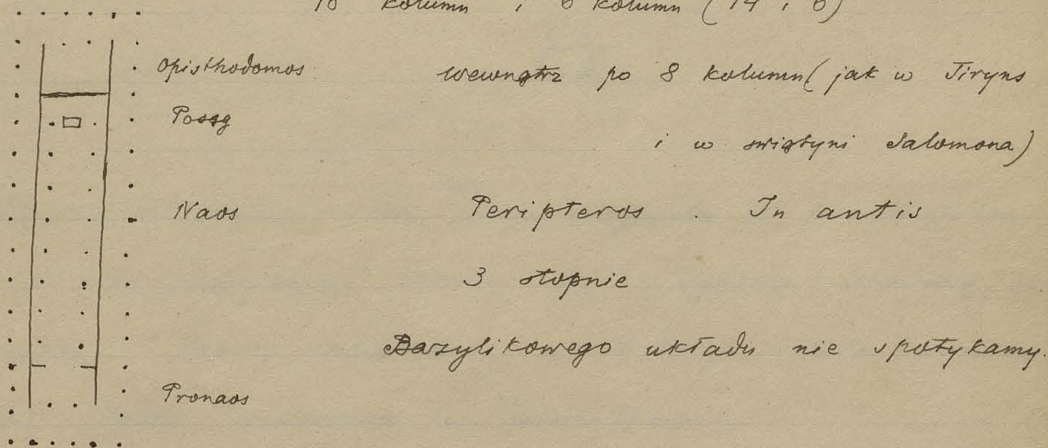 16 kolumn i 6 kolumn (14 i 6)
Opisthodomos
wewnątrz po 8 kolumn (jak w Tiryns
Posąg
i w świątyni Salomona)
Naos
Peripteros. In antis
3 stopnie
Bazylikowego układu nie spotykamy.
Pronaos